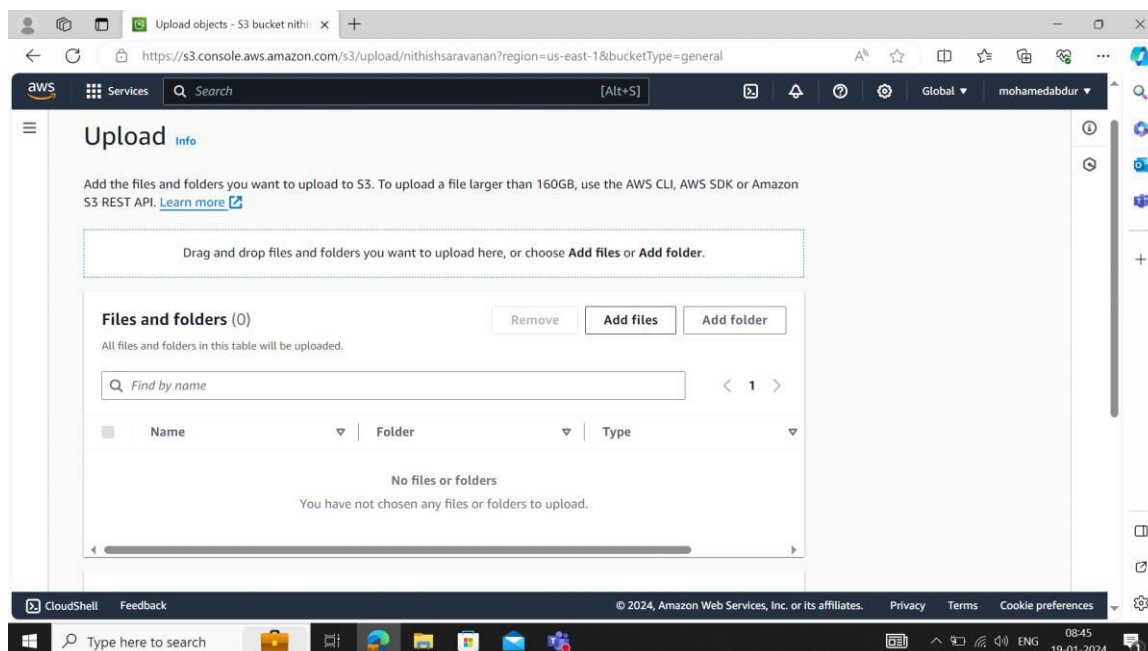 Upload objects - S3 bucket nithi
https://s3.console.aws.amazon.com/s3/upload/nithishsaravanan?region=us-east-1&bucketType=general
aws Services Search [Alt+S] Global mohamedabdur
Upload Info
Add the files and folders you want to upload to S3. To upload a file larger than 160GB, use the AWS CLI, AWS SDK or Amazon
S3 REST API. Learn more
Drag and drop files and folders you want to upload here, or choose Add files or Add folder.
Files and folders (0) Remove Add files Add folder
All files and folders in this table will be uploaded.
Find by name 1
Name Folder Type
No files or folders
You have not chosen any files or folders to upload.
CloudShell Feedback © 2024, Amazon Web Services, Inc. or its affiliates. Privacy Terms Cookie preferences
Type here to search ENG 08:45
19-01-2024